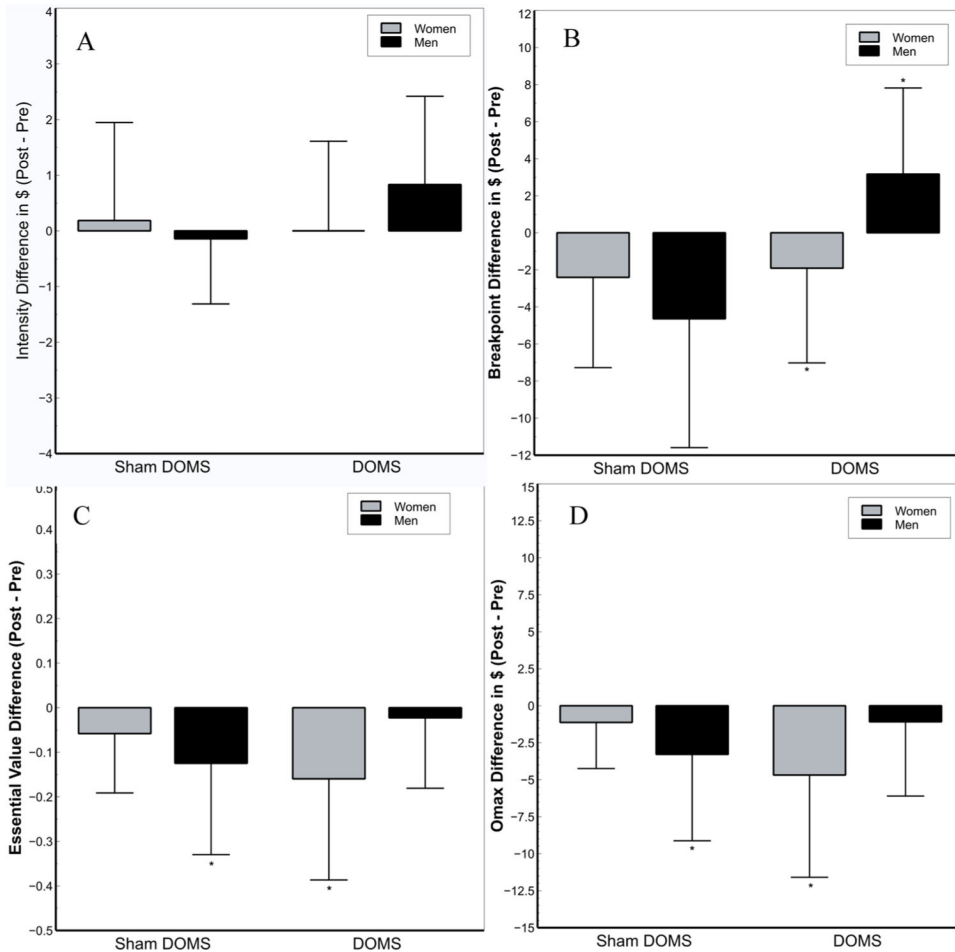 A
Women
Men
Intensity Difference in $ (Post - Pre)
4
3
2
1
0
−1
−2
−3
−4
Sham DOMS
DOMS
B
Women
Men
Breakpoint Difference in $ (Post - Pre)
12
10
8
6
4
2
0
−2
−4
−6
−8
−10
−12
*
*
Sham DOMS
DOMS
C
Women
Men
Essential Value Difference (Post - Pre)
0.5
0.4
0.3
0.2
0.1
0
−0.1
−0.2
−0.3
−0.4
−0.5
*
*
Sham DOMS
DOMS
D
Women
Men
Omax Difference in $ (Post - Pre)
15
12.5
10
7.5
5
2.5
0
−2.5
−5
−7.5
−10
−12.5
−15
*
*
Sham DOMS
DOMS